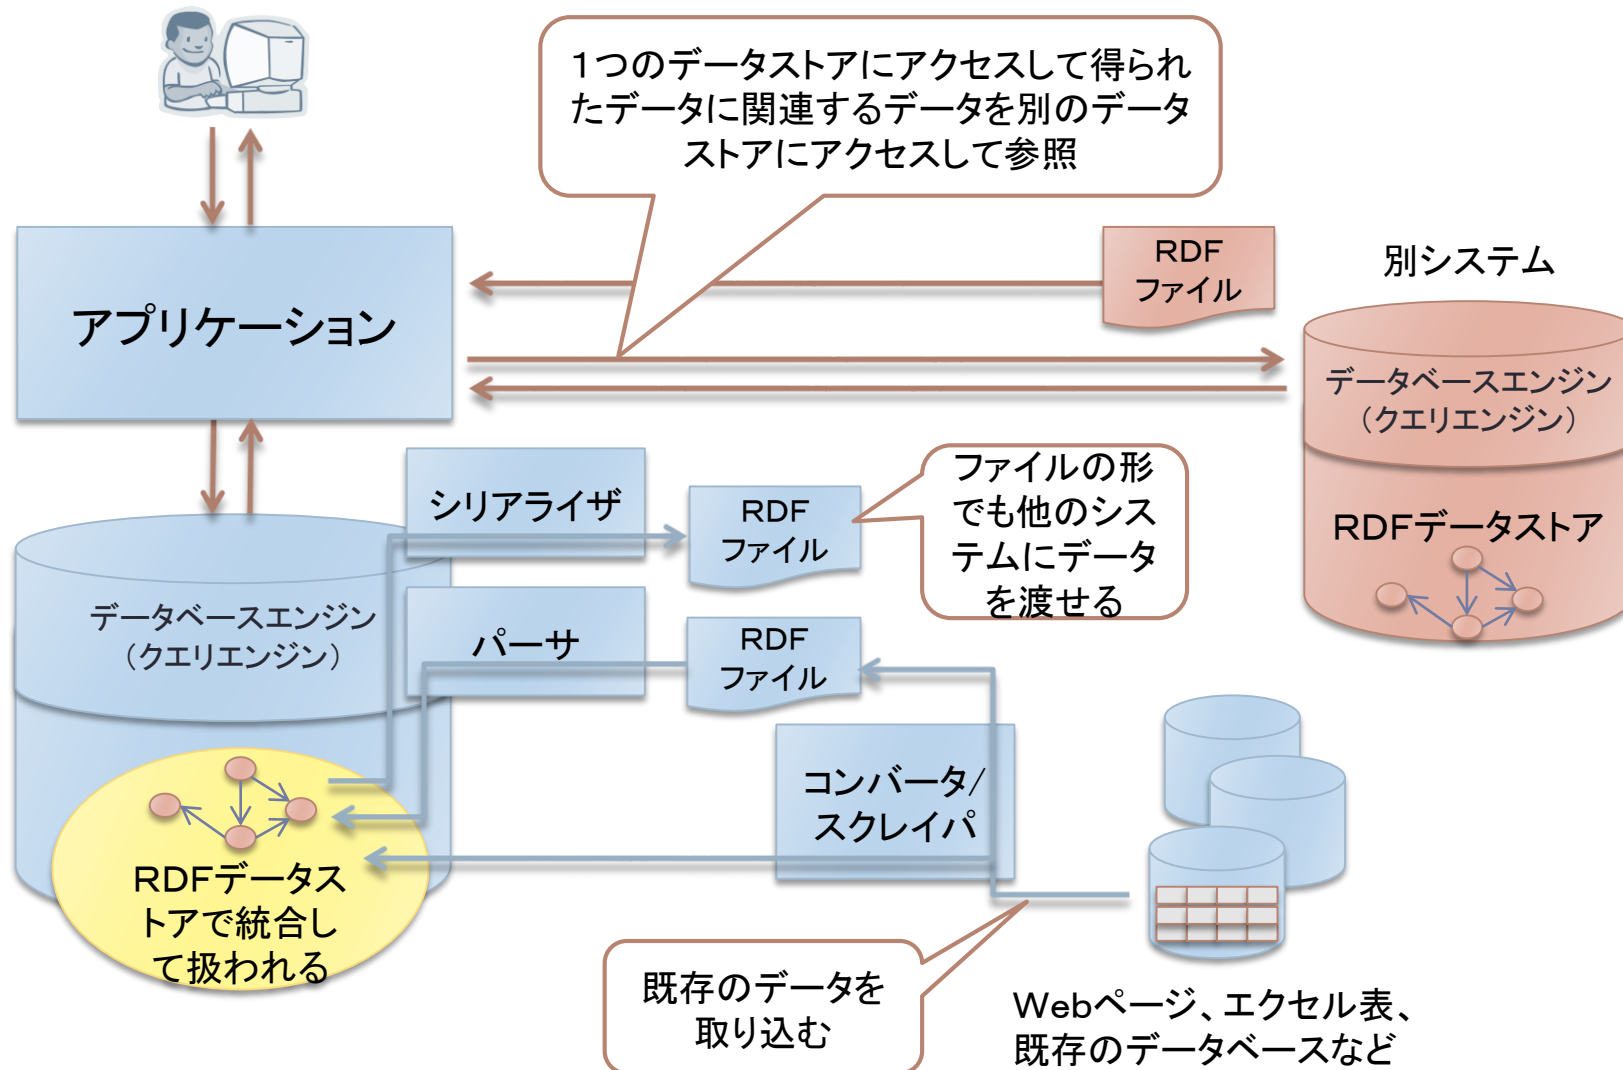 １つのデータストアにアクセスして得られ
たデータに関連するデータを別のデータ
ストアにアクセスして参照
RDF
ファイル
別システム
アプリケーション
データベースエンジン
（クエリエンジン）
RDFデータストア
シリアライザ
RDF
ファイル
ファイルの形
でも他のシス
テムにデータ
を渡せる
データベースエンジン
（クエリエンジン）
パーサ
RDF
ファイル
コンバータ/
スクレイパ
RDFデータス
トアで統合し
て扱われる
既存のデータを
取り込む
Webページ、エクセル表、
既存のデータベースなど